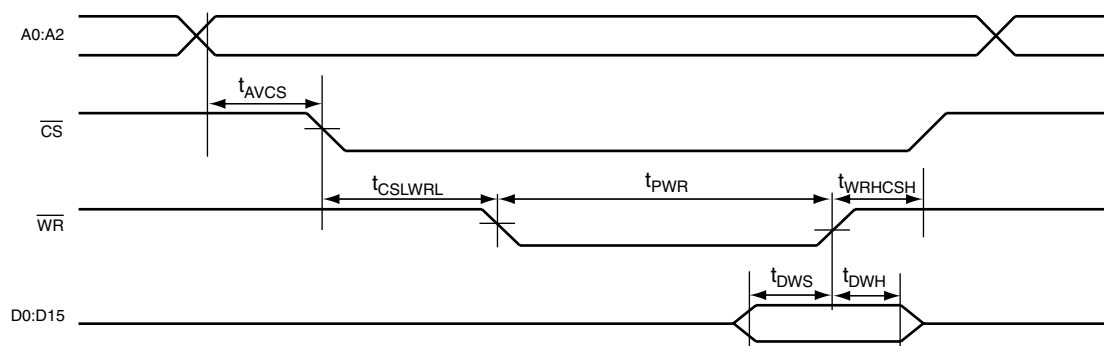 A0:A2
tAVCS
CS
tCSLWRL
tPWR
tWRHCSH
WR
tDWS
tDWH
D0:D15